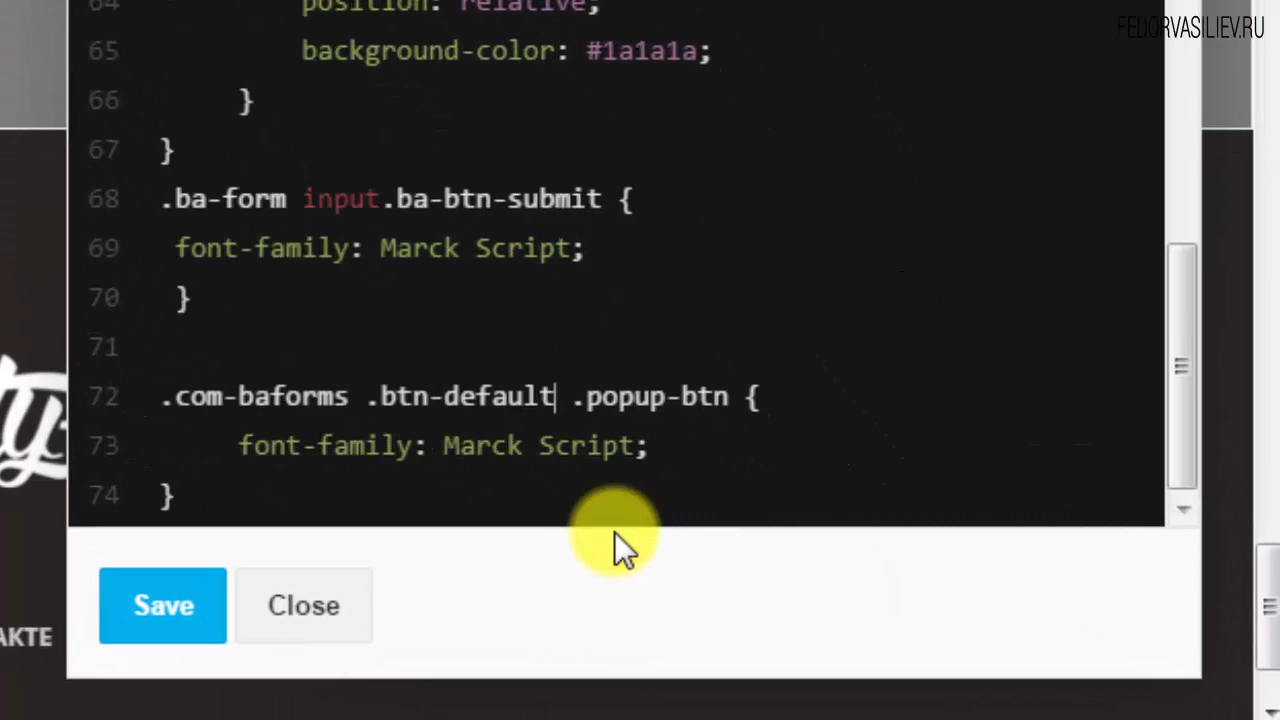 FEDORVASILIEV.RU
64 position: relative;
65 background-color: #1a1a1a;
66 }
67 }
68 .ba-form input.ba-btn-submit {
69 font-family: Marck Script;
70 }
71
72 .com-baforms .btn-default .popup-btn {
73 font-family: Marck Script;
74 }
Save Close